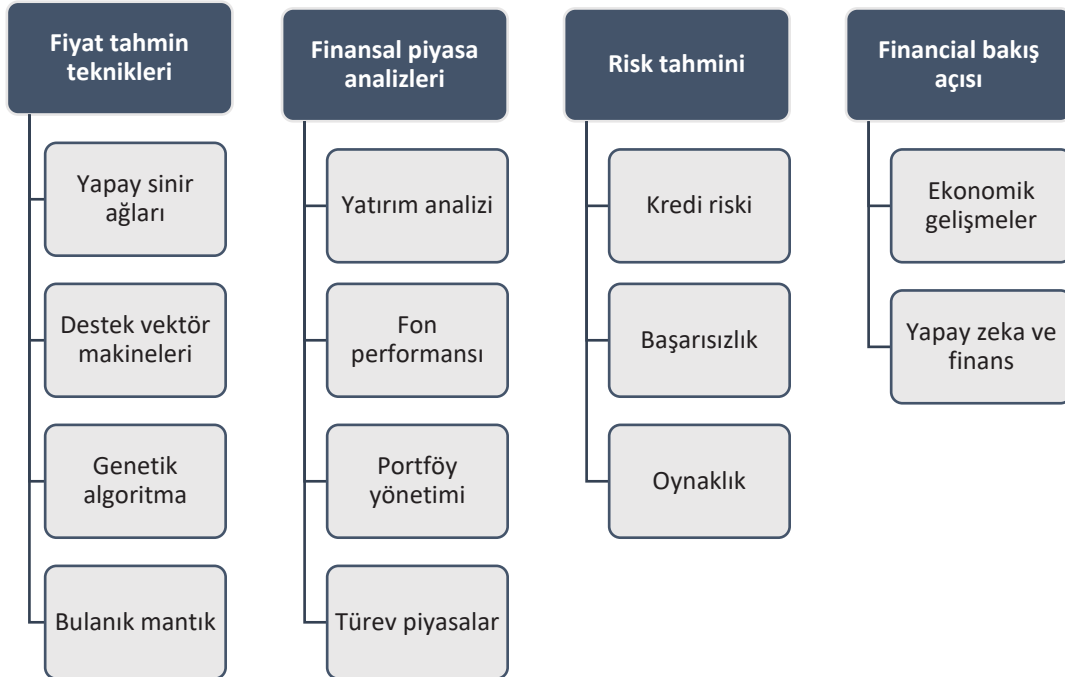 Fiyat tahmin
teknikleri
Yapay sinir
ağları
Destek vektör
makineleri
Genetik
algoritma
Bulanık mantık
Finansal piyasa
analizleri
Yatırım analizi
Fon
performansı
Portföy
yönetimi
Türev piyasalar
Risk tahmini
Kredi riski
Başarısızlık
Oynaklık
Financial bakış
açısı
Ekonomik
gelişmeler
Yapay zeka ve
finans